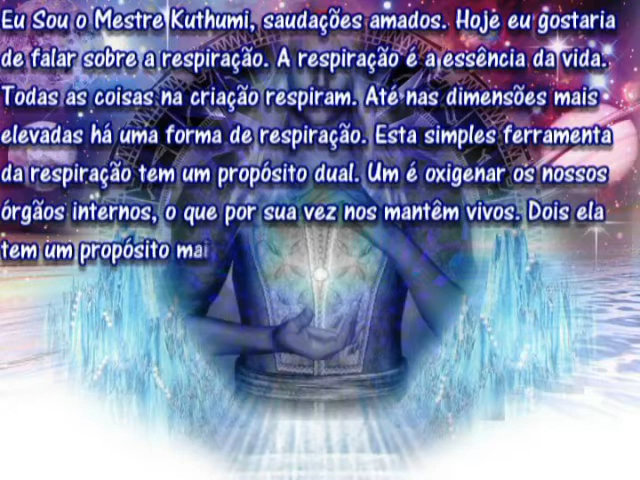 Eu Sou o Mestre Kuthumi, saudações amados. Hoje eu gostaria
de falar sobre a respiração. A respiração é a essência da vida.
Todas as coisas na criação respiram. Até nas dimensões mais
elevadas há uma forma de respiração. Esta simples ferramenta
da respiração tem um propósito dual. Um é oxigenar os nossos
órgãos internos, o que por sua vez nos mantêm vivos. Dois ela
tem um propósito mai